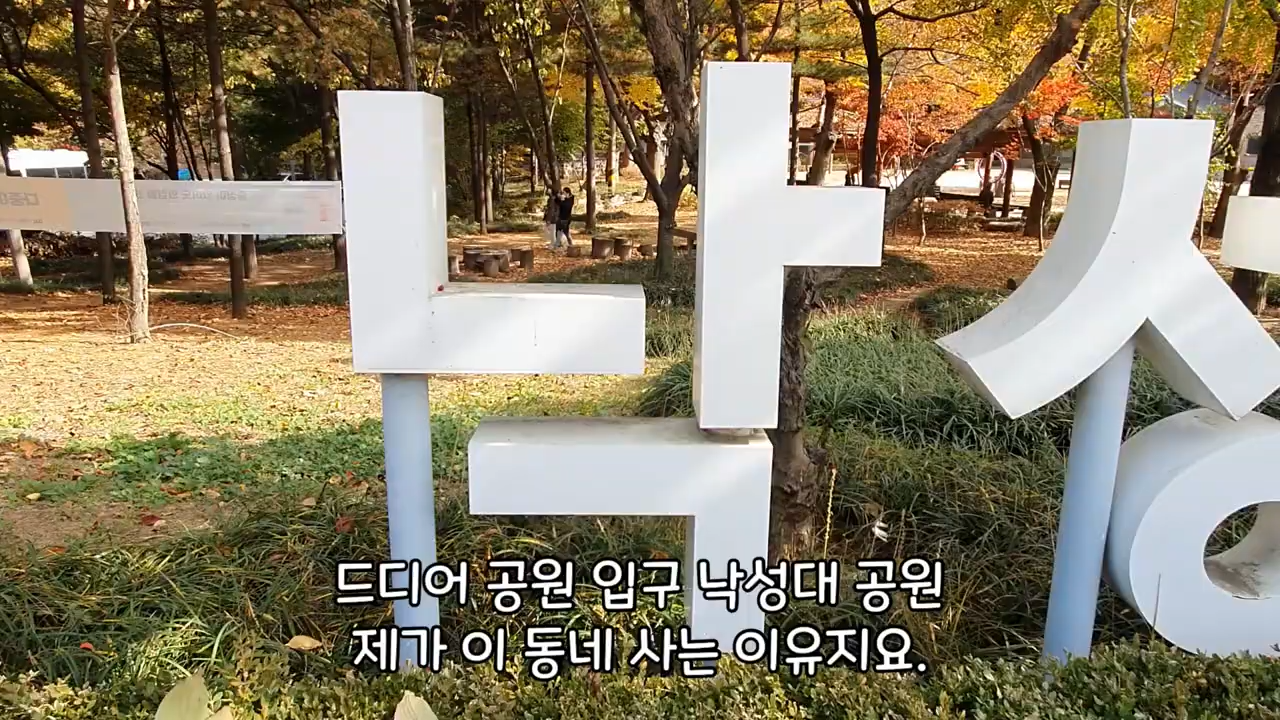 낙
드디어 공원 입구 낙성대 공원
제가 이 동네 사는 이유지요.